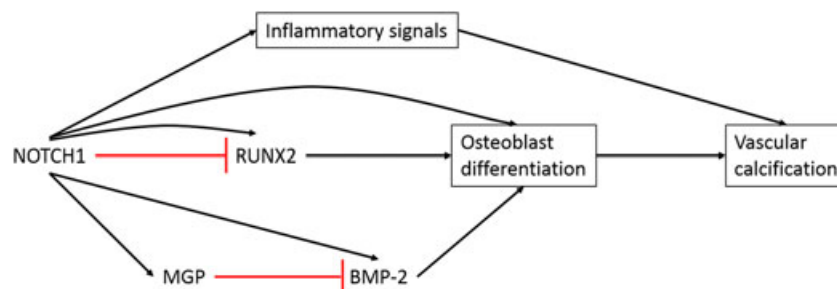 Inflammatory signals
NOTCH1
RUNX2
Osteoblast
differentiation
Vascular
calcification
MGP
BMP-2